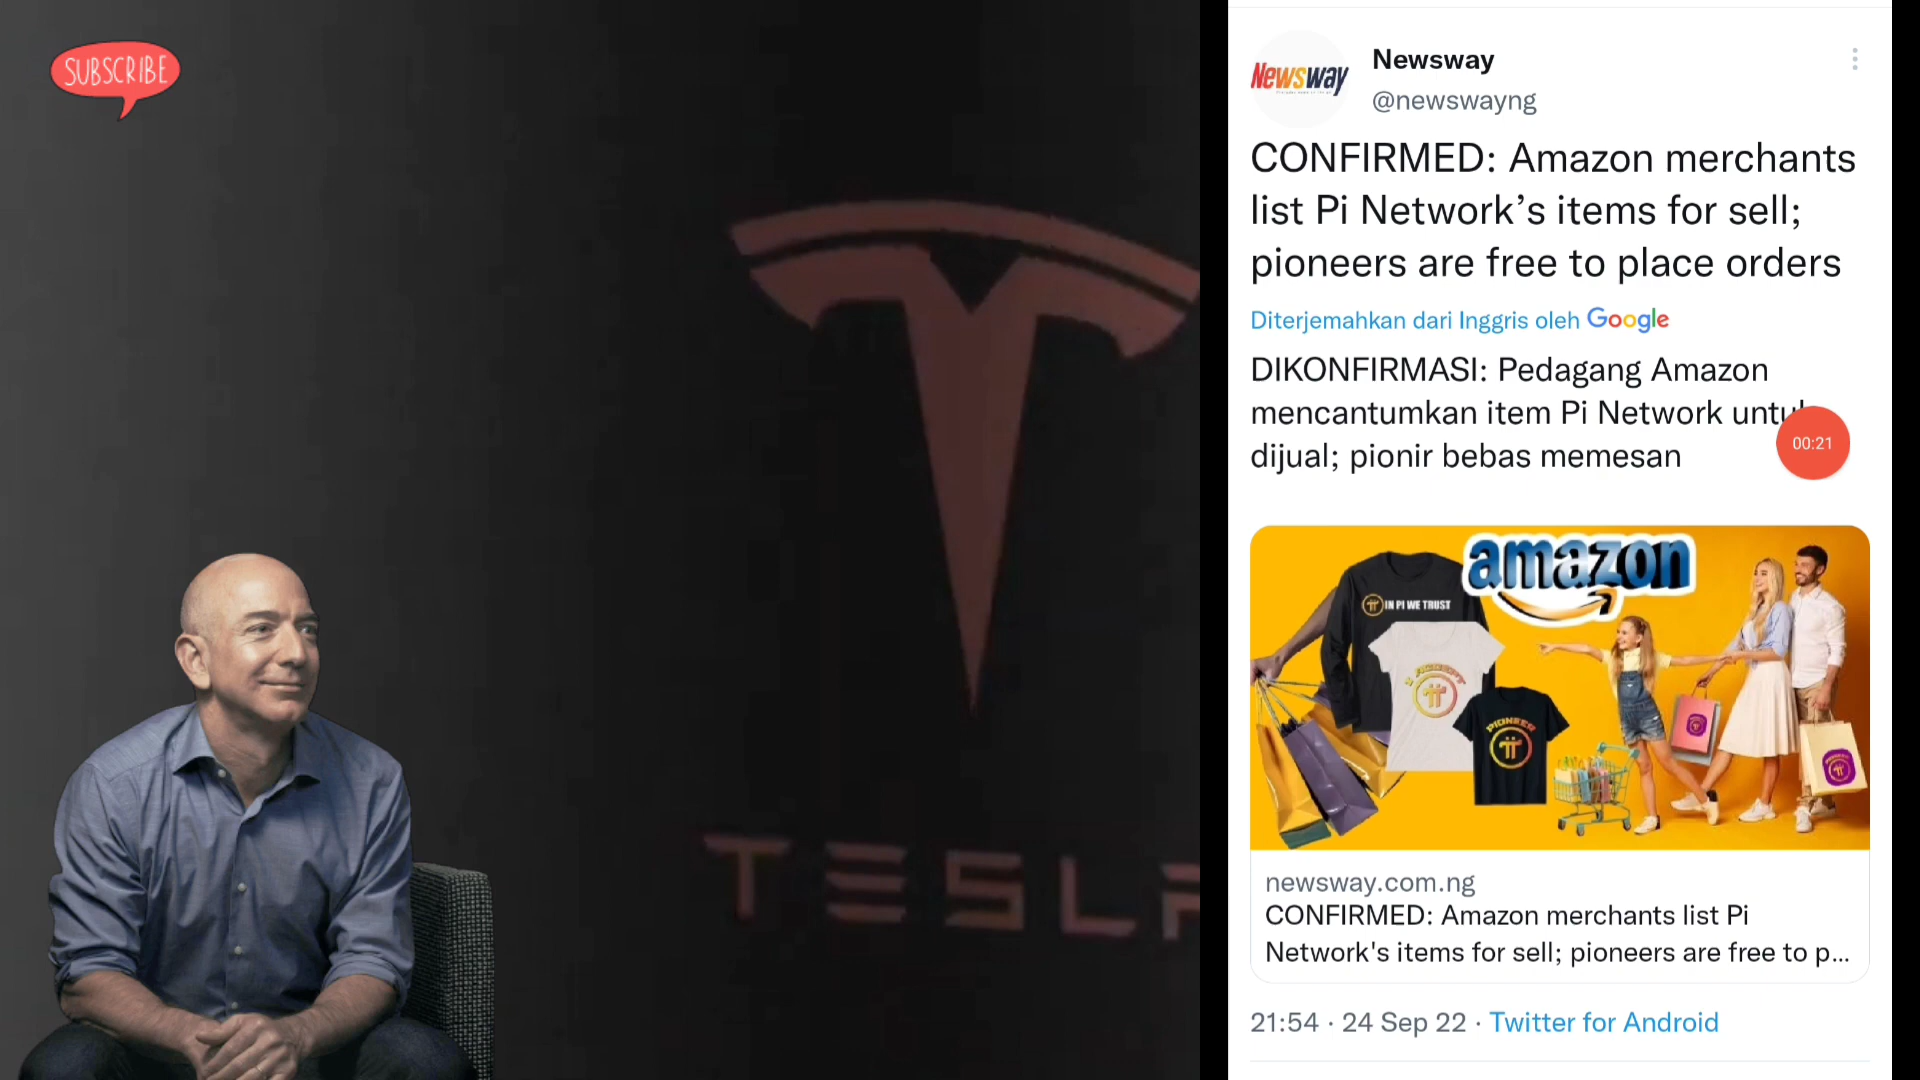 SUBSCRIBE
TESLA
Newsway
Newsway
@newswayng
CONFIRMED: Amazon merchants
list Pi Network’s items for sell;
pioneers are free to place orders
Diterjemahkan dari Inggris oleh Google
DIKONFIRMASI: Pedagang Amazon
mencantumkan item Pi Network untuk
dijual; pionir bebas memesan
00:21
amazon
IN PI WE TRUST
PIONEER
newsway.com.ng
CONFIRMED: Amazon merchants list Pi
Network's items for sell; pioneers are free to p...
21:54 · 24 Sep 22 · Twitter for Android